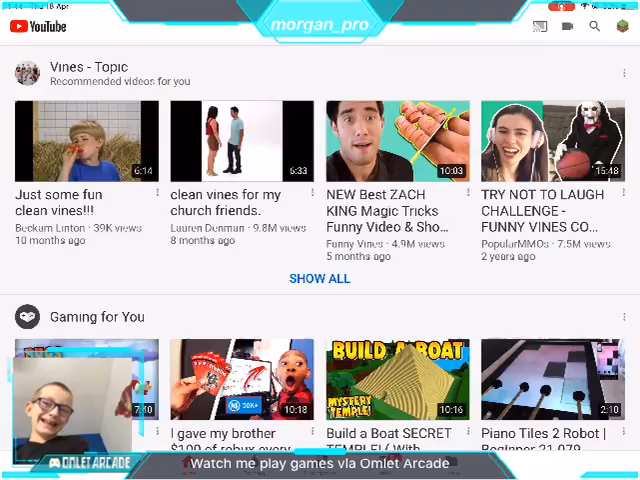 morgan_pro
YouTube
Vines - Topic
Recommended videos for you
6:14
6:33
10:03
Just some fun
clean vines!!!
Beckum Linton · 39K views
10 months ago
clean vines for my
church friends.
Lauren Denman · 9.8M views
8 months ago
NEW Best ZACH
KING Magic Tricks
Funny Video & Sho...
Funny Vines · 4.9M views
5 months ago
TRY NOT TO LAUGH
CHALLENGE -
FUNNY VINES CO...
PopularMMOs · 7.5M views
2 years ago
SHOW ALL
Gaming for You
7:40
10:18
BUILD A BOAT
MYSTERY
TEMPLE!
10:16
2:10
I gave my brother
$100 of robux every
Build a Boat SECRET
TEMPLE! ( With
Piano Tiles 2 Robot |
Beginner 21.079
OMLET ARCADE
Watch me play games via Omlet Arcade